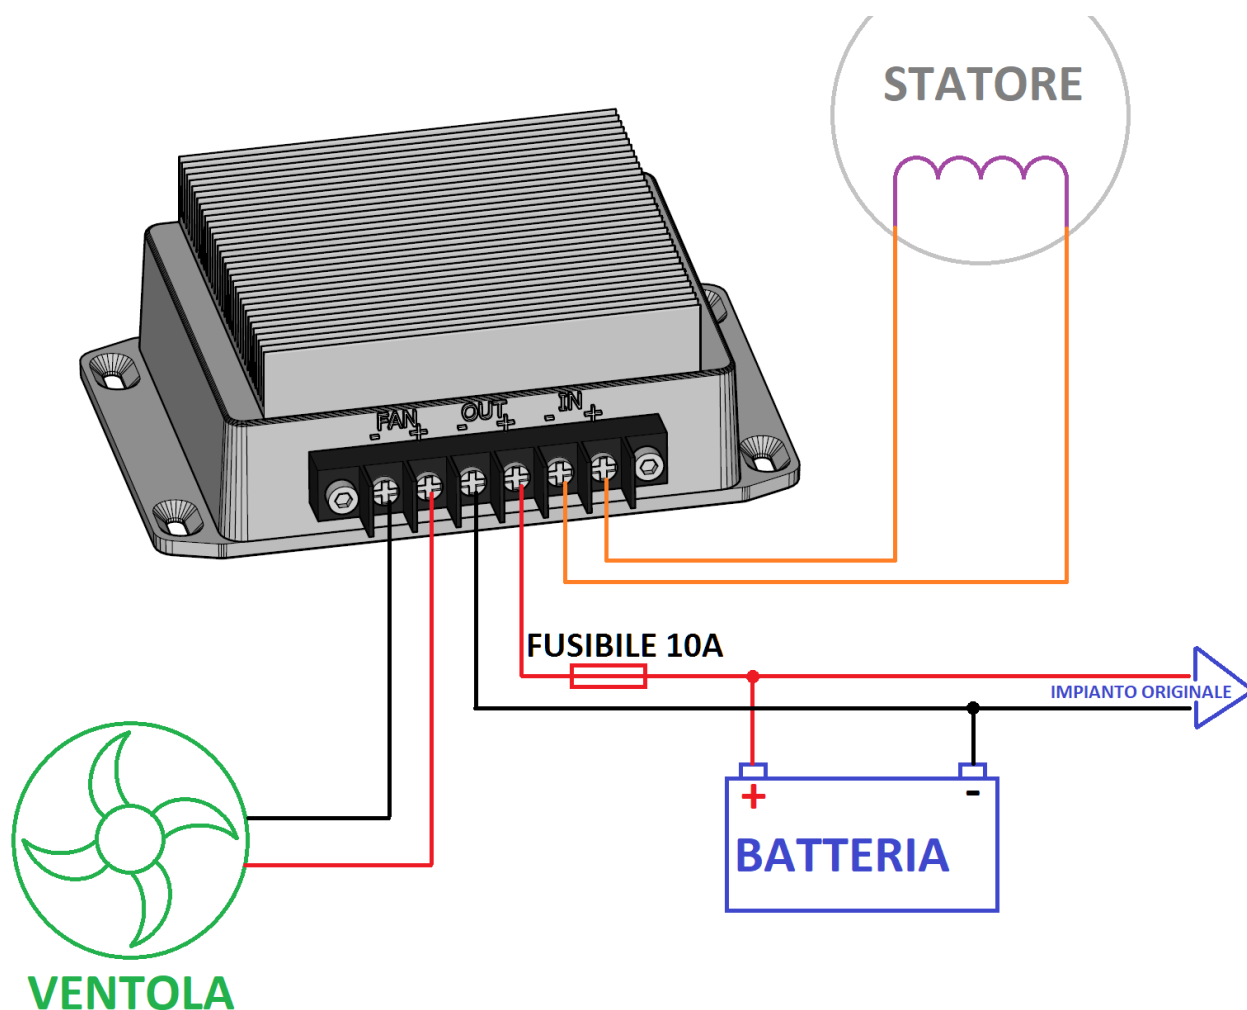 STATORE
FAN OUT IN
- + - + - +
FUSIBILE 10A
IMPIANTO ORIGINALE
+ -
BATTERIA
VENTOLA